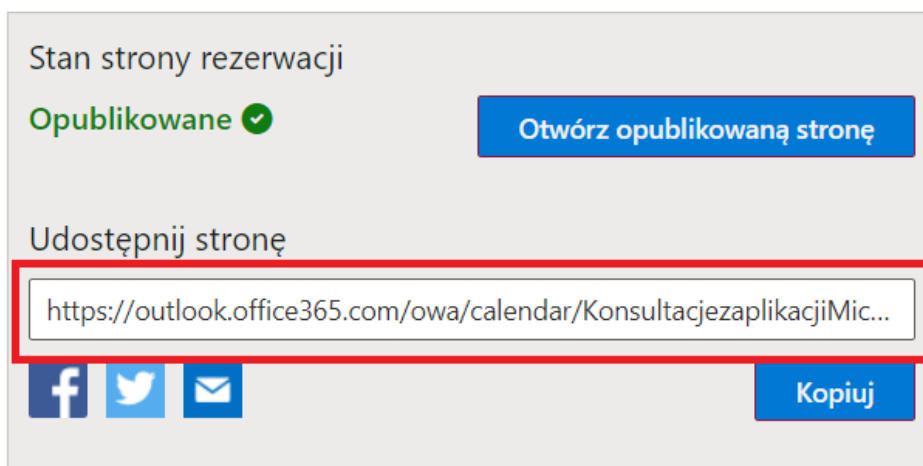 Stan strony rezerwacji
Opublikowane
Otwórz opublikowaną stronę
Udostępnij stronę
https://outlook.office365.com/owa/calendar/KonsultacjezaplikacjiMic...
Kopiuj